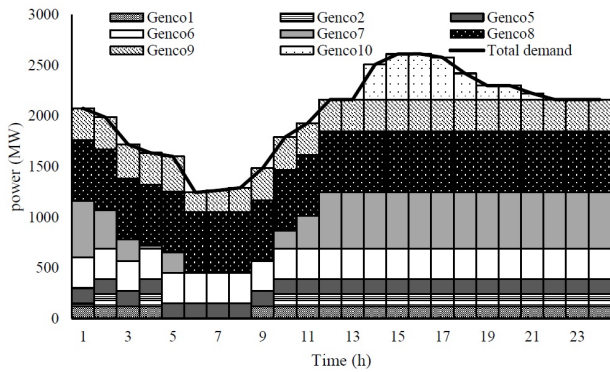 3000
2500
2000
1500
1000
500
0
power (MW)
Genco1 Genco2 Genco5
Genco6 Genco7 Genco8
Genco9 Genco10 Total demand
1 3 5 7 9 11 13 15 17 19 21 23
Time (h)